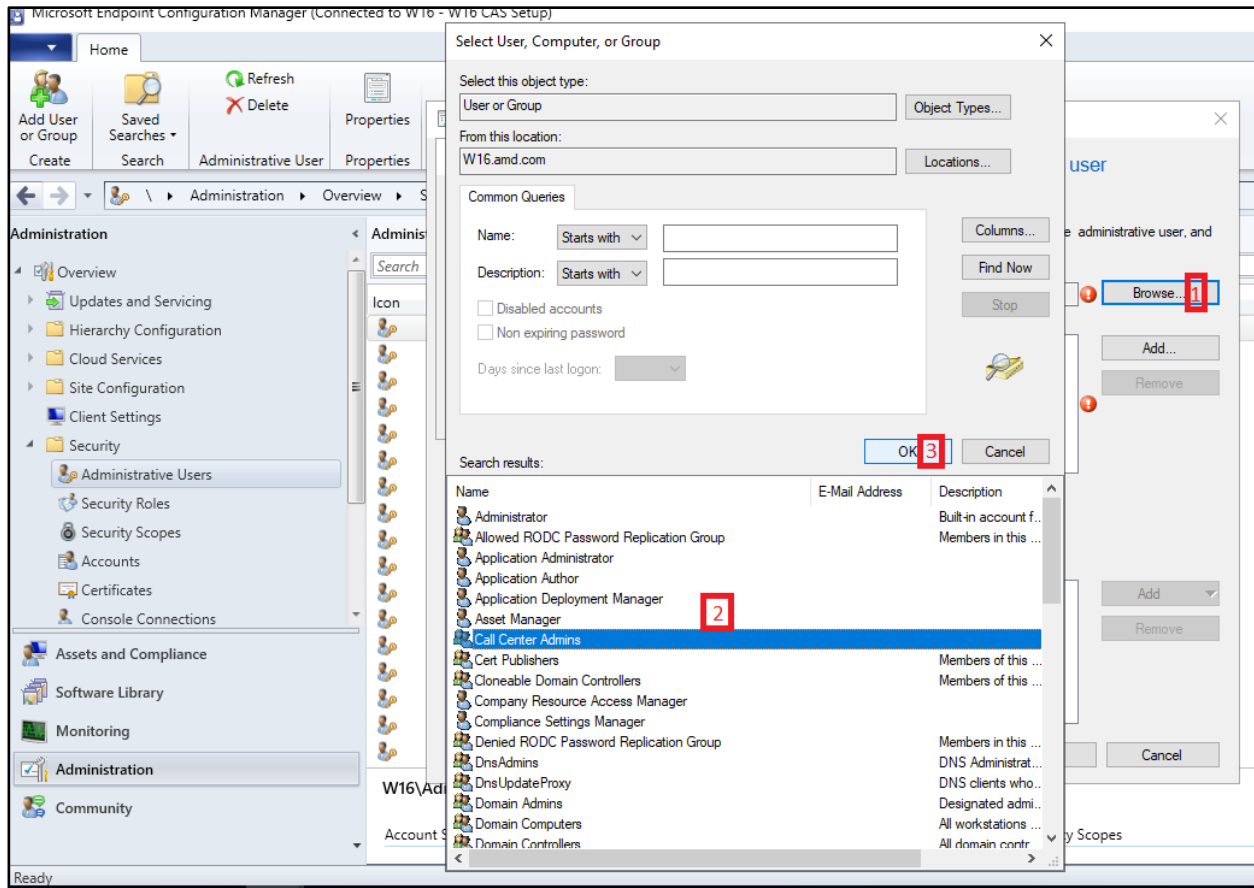 Microsoft Endpoint Configuration Manager (Connected to W16 - W16 CAS Setup)
Home
Add User or Group
Saved Searches
Refresh
Delete
Properties
Create
Search
Administrative User
Properties
\ Administration Overview S
Administration
Overview
Updates and Servicing
Hierarchy Configuration
Cloud Services
Site Configuration
Client Settings
Security
Administrative Users
Security Roles
Security Scopes
Accounts
Certificates
Console Connections
Assets and Compliance
Software Library
Monitoring
Administration
Community
Ready
Adminis
Search
Icon
W16\Adi
Account S
Select User, Computer, or Group
Select this object type:
User or Group
Object Types...
From this location:
W16.amd.com
Locations...
Common Queries
Name: Starts with
Description: Starts with
Disabled accounts
Non expiring password
Days since last logon:
Columns...
Find Now
Stop
OK 3
Cancel
Search results:
Name E-Mail Address Description
Administrator Built-in account f...
Allowed RODC Password Replication Group Members in this ...
Application Administrator
Application Author
Application Deployment Manager
2
Asset Manager
Call Center Admins
Cert Publishers Members of this ...
Cloneable Domain Controllers Members of this ...
Company Resource Access Manager
Compliance Settings Manager
Denied RODC Password Replication Group Members in this ...
DnsAdmins DNS Administrat...
DnsUpdateProxy DNS clients who...
Domain Admins Designated admi...
Domain Computers All workstations ...
Domain Controllers All domain contr
user
e administrative user, and
Browse... 1
Add...
Remove
Add
Remove
Cancel
ty Scopes